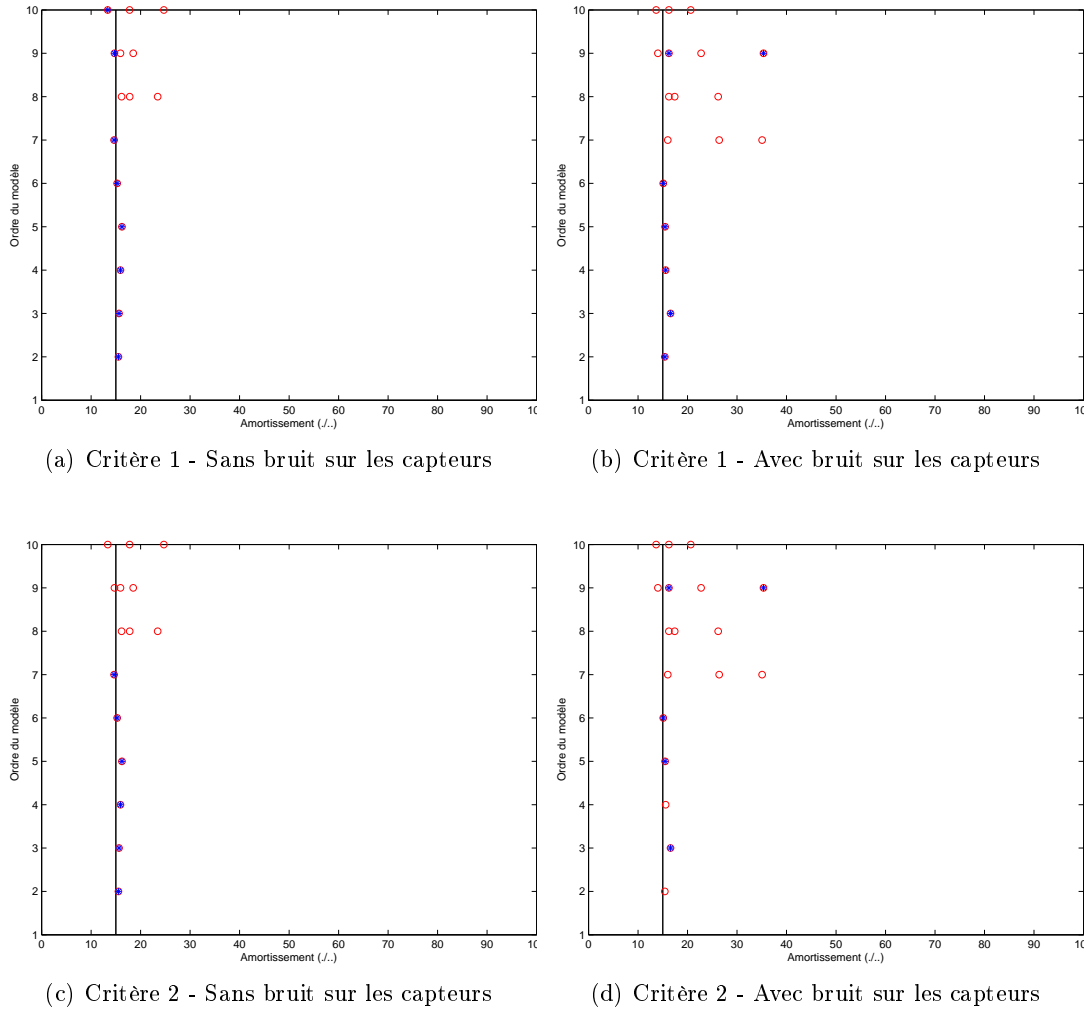 10
9
8
7
6
5
4
3
2
1
Ordre du modèle
0 10 20 30 40 50 60 70 80 90 10
Amortissement (./..)
(a) Critère 1 - Sans bruit sur les capteurs
10
9
8
7
6
5
4
3
2
1
Ordre du modèle
0 10 20 30 40 50 60 70 80 90 10
Amortissement (./..)
(b) Critère 1 - Avec bruit sur les capteurs
10
9
8
7
6
5
4
3
2
1
Ordre du modèle
0 10 20 30 40 50 60 70 80 90 10
Amortissement (./..)
(c) Critère 2 - Sans bruit sur les capteurs
10
9
8
7
6
5
4
3
2
1
Ordre du modèle
0 10 20 30 40 50 60 70 80 90 10
Amortissement (./..)
(d) Critère 2 - Avec bruit sur les capteurs